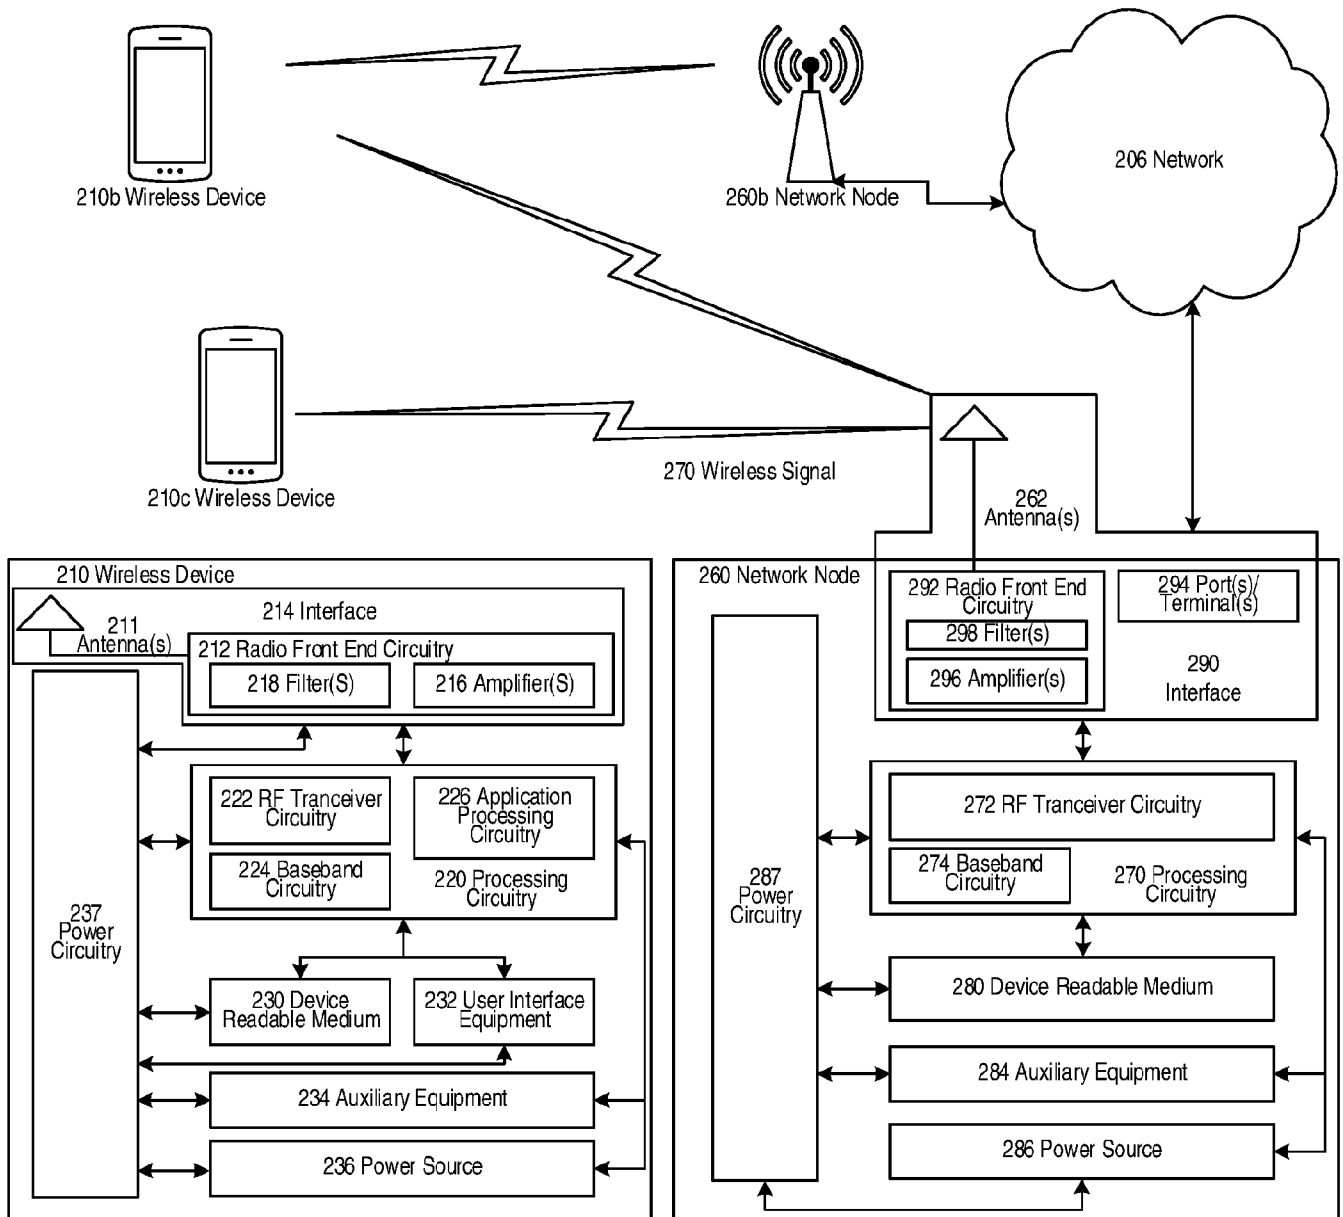 206 Network
210b Wireless Device
260b Network Node
270 Wireless Signal
210c Wireless Device
262
Antenna(s)
210 Wireless Device
214 Interface
211
Antenna(s)
212 Radio Front End Circuitry
218 Filter(S)
216 Amplifier(S)
222 RF Tranceiver
Circuitry
226 Application
Processing
Circuitry
224 Baseband
Circuitry
220 Processing
Circuitry
237
Power
Circuitry
230 Device
Readable Medium
232 User Interface
Equipment
234 Auxiliary Equipment
236 Power Source
260 Network Node
292 Radio Front End
Circuitry
298 Filter(s)
296 Amplifier(s)
294 Port(s)/
Terminal(s)
290
Interface
272 RF Tranceiver Circuitry
274 Baseband
Circuitry
270 Processing
Circuitry
287
Power
Circuitry
280 Device Readable Medium
284 Auxiliary Equipment
286 Power Source